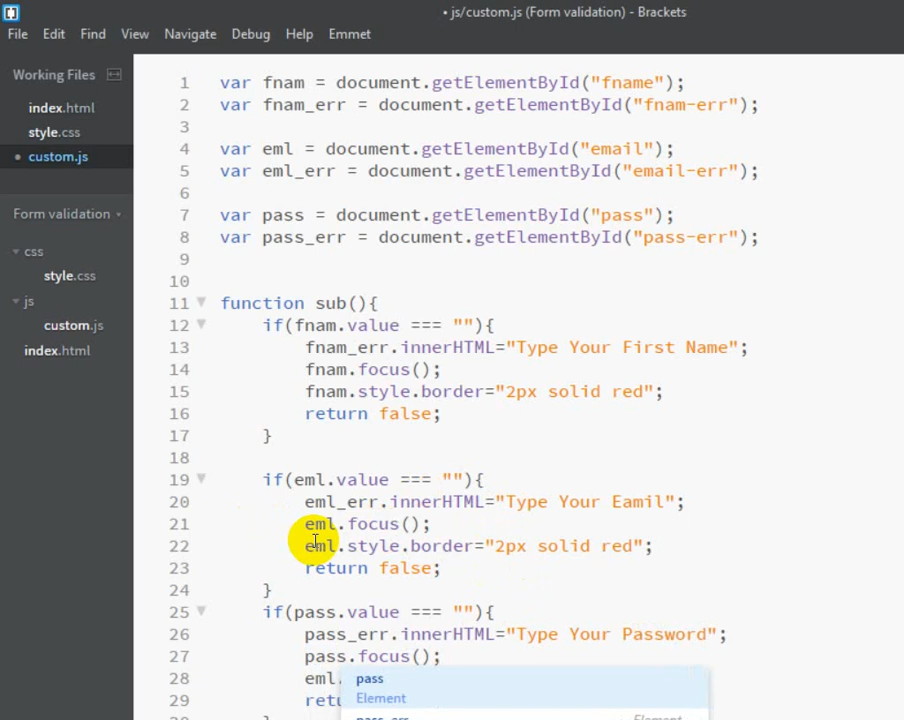 • js/custom.js (Form validation) - Brackets
File Edit Find View Navigate Debug Help Emmet
Working Files
index.html
style.css
• custom.js
Form validation
css
style.css
js
custom.js
index.html
1 var fnam = document.getElementById("fname");
2 var fnam_err = document.getElementById("fnam-err");
3
4 var eml = document.getElementById("email");
5 var eml_err = document.getElementById("email-err");
6
7 var pass = document.getElementById("pass");
8 var pass_err = document.getElementById("pass-err");
9
10
11 function sub(){
12 if(fnam.value === ""){
13 fnam_err.innerHTML="Type Your First Name";
14 fnam.focus();
15 fnam.style.border="2px solid red";
16 return false;
17 }
18
19 if(eml.value === ""){
20 eml_err.innerHTML="Type Your Eamil";
21 eml.focus();
22 eml.style.border="2px solid red";
23 return false;
24 }
25 if(pass.value === ""){
26 pass_err.innerHTML="Type Your Password";
27 pass.focus();
28 eml.
29
pass
Element
pass_err Element